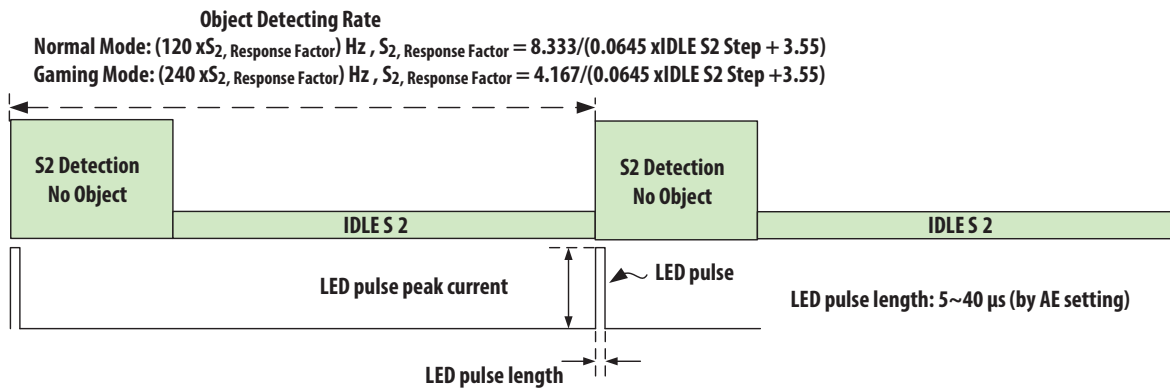 Object Detecting Rate
Normal Mode: (120 xS2, Response Factor) Hz , S2, Response Factor = 8.333/(0.0645 xIDLE S2 Step + 3.55)
Gaming Mode: (240 xS2, Response Factor) Hz , S2, Response Factor = 4.167/(0.0645 xIDLE S2 Step +3.55)
S2 Detection
No Object
IDLE S 2
S2 Detection
No Object
IDLE S 2
LED pulse peak current
LED pulse
LED pulse length: 5~40 µs (by AE setting)
LED pulse length